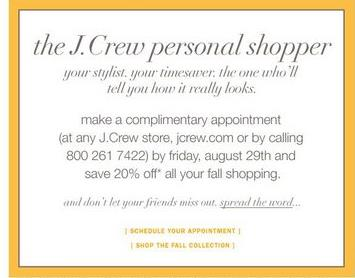 the J.Crew personal shopper
your stylist. your timesaver. the one who'll
tell you how it really looks.
make a complimentary appointment
(at any J.Crew store, jcrew.com or by calling
800 261 7422) by friday, august 29th and
save 20% off* all your fall shopping.
and don't let your friends miss out. spread the word...
[ SCHEDULE YOUR APPOINTMENT ]
[ SHOP THE FALL COLLECTION ]